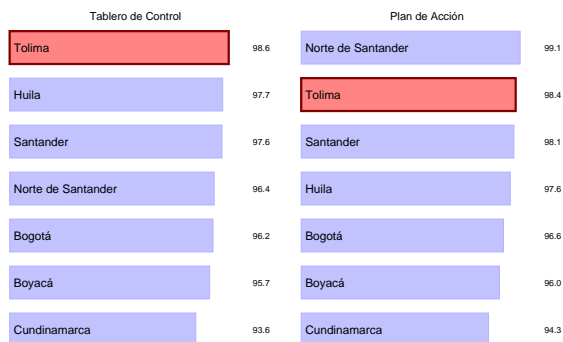 Tablero de Control
Tolima 98.6
Huila 97.7
Santander 97.6
Norte de Santander 96.4
Bogotá 96.2
Boyacá 95.7
Cundinamarca 93.6
Plan de Acción
Norte de Santander 99.1
Tolima 98.4
Santander 98.1
Huila 97.6
Bogotá 96.6
Boyacá 96.0
Cundinamarca 94.3